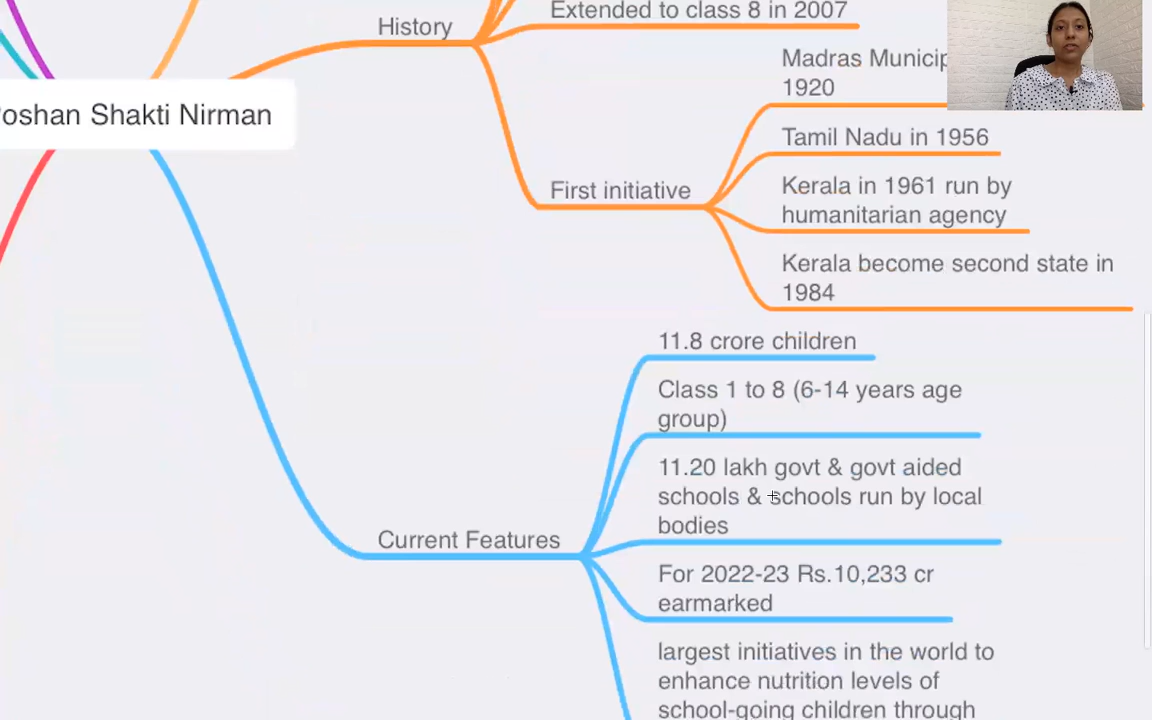 History
Extended to class 8 in 2007
Madras
1920
Shakti Nirman
Tamil Nadu in 1956
First initiative
Kerala in 1961 run by
humanitarian agency
Kerala become second state in
1984
11.8 crore children
Class 1 to 8 (6-14 years age
group)
11.20 lakh govt & govt aided
schools & schools run by local
bodies
Current Features
For 2022-23 Rs.10,233 cr
earmarked
largest initiatives in the world to
enhance nutrition levels of
school-going children through